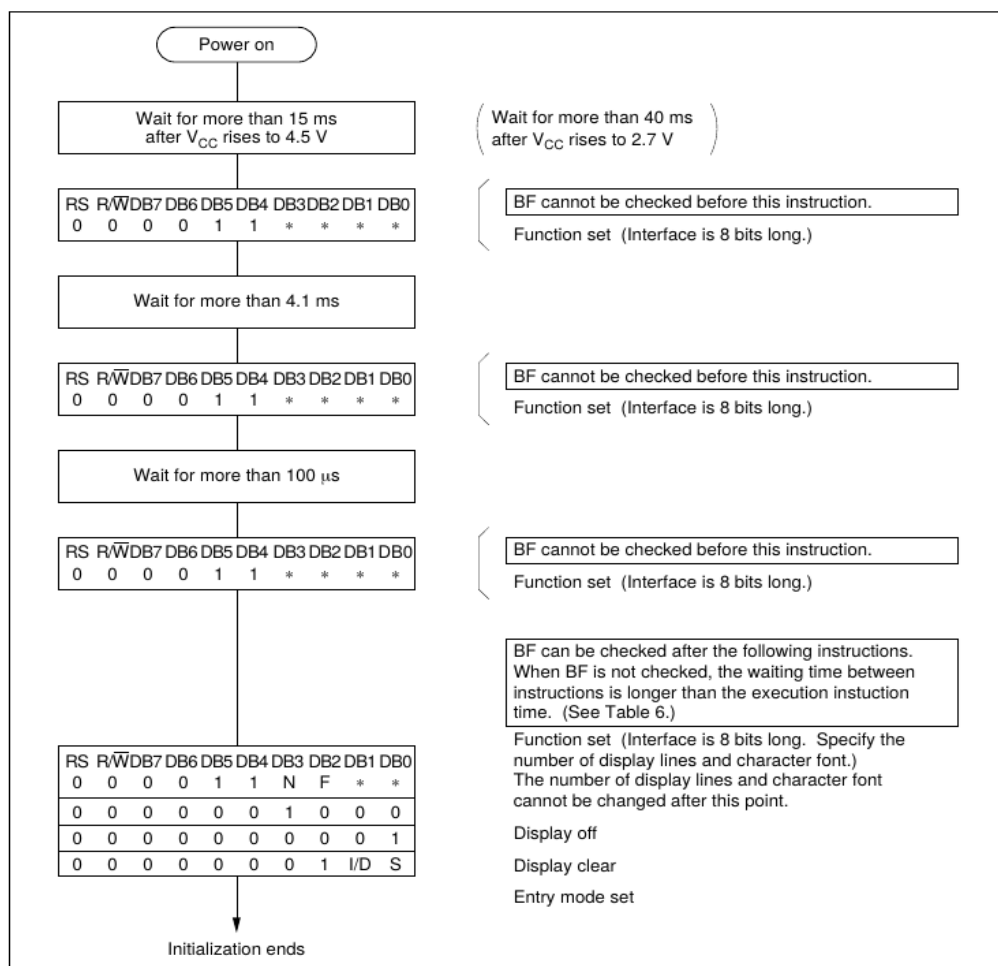 Power on
Wait for more than 15 ms
after VCC rises to 4.5 V
Wait for more than 40 ms
after VCC rises to 2.7 V
RS R/W̅ DB7 DB6 DB5 DB4 DB3 DB2 DB1 DB0
0 0 0 0 1 1 * * * *
BF cannot be checked before this instruction.
Function set (Interface is 8 bits long.)
Wait for more than 4.1 ms
RS R/W̅ DB7 DB6 DB5 DB4 DB3 DB2 DB1 DB0
0 0 0 0 1 1 * * * *
BF cannot be checked before this instruction.
Function set (Interface is 8 bits long.)
Wait for more than 100 μs
RS R/W̅ DB7 DB6 DB5 DB4 DB3 DB2 DB1 DB0
0 0 0 0 1 1 * * * *
BF cannot be checked before this instruction.
Function set (Interface is 8 bits long.)
BF can be checked after the following instructions.
When BF is not checked, the waiting time between
instructions is longer than the execution instuction
time. (See Table 6.)
RS R/W̅ DB7 DB6 DB5 DB4 DB3 DB2 DB1 DB0
0 0 0 0 1 1 N F * *
0 0 0 0 0 0 1 0 0 0
0 0 0 0 0 0 0 0 0 1
0 0 0 0 0 0 0 1 I/D S
Function set (Interface is 8 bits long. Specify the
number of display lines and character font.)
The number of display lines and character font
cannot be changed after this point.
Display off
Display clear
Entry mode set
Initialization ends